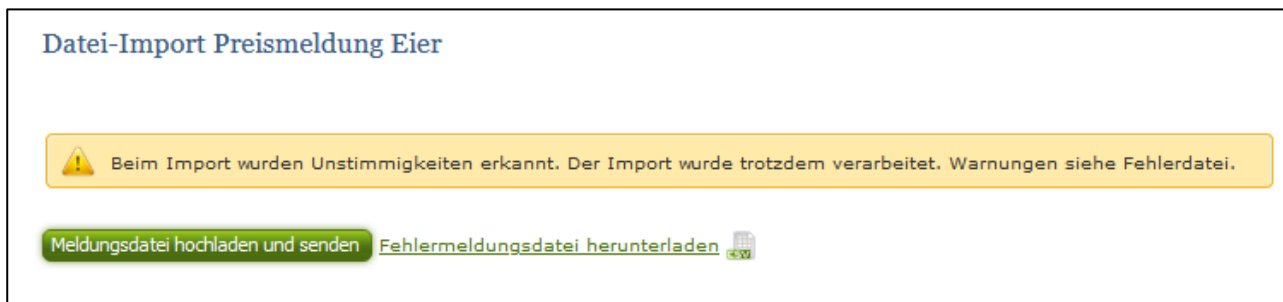 Datei-Import Preismeldung Eier
Beim Import wurden Unstimmigkeiten erkannt. Der Import wurde trotzdem verarbeitet. Warnungen siehe Fehlerdatei.
Meldungsdatei hochladen und senden Fehlermeldungsdatei herunterladen CSV